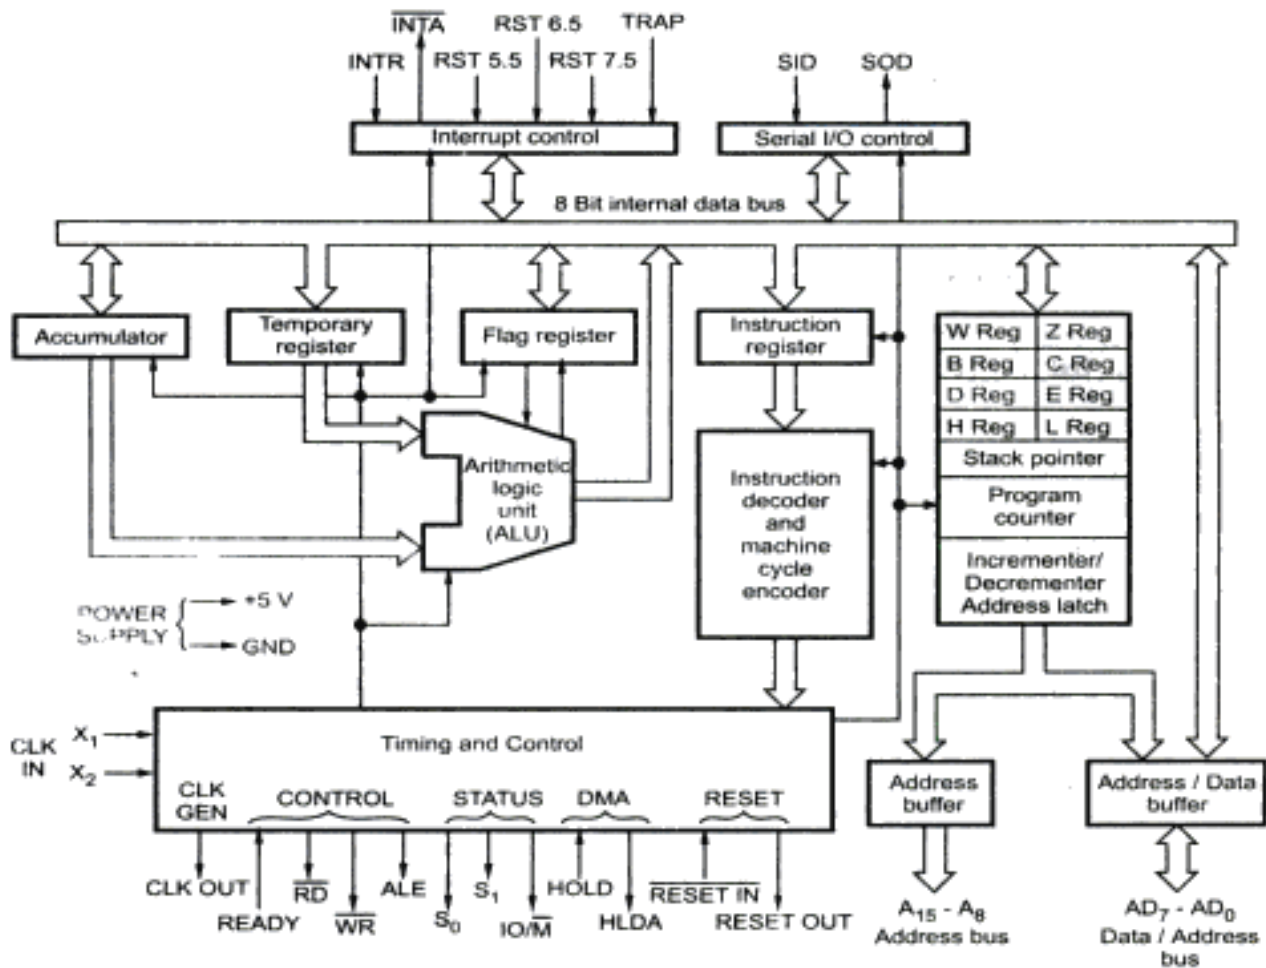 INTA
RST 6.5
TRAP
INTR
RST 5.5
RST 7.5
SID
SOD
Interrupt control
Serial I/O control
8 Bit internal data bus
Accumulator
Temporary
register
Flag register
Instruction
register
W Reg
Z Reg
B Reg
C Reg
D Reg
E Reg
H Reg
L Reg
Stack pointer
Program
counter
Incrementer/
Decrementer
Address latch
Arithmetic
logic
unit
(ALU)
Instruction
decoder
and
machine
cycle
encoder
POWER
SUPPLY
+5 V
GND
CLK
IN
X1
X2
Timing and Control
CLK
GEN
CONTROL
STATUS
DMA
RESET
Address
buffer
Address / Data
buffer
CLK OUT
READY
RD
WR
ALE
S0
S1
IO/M
HOLD
HLDA
RESET IN
RESET OUT
A15 - A8
Address bus
AD7 - AD0
Data / Address
bus